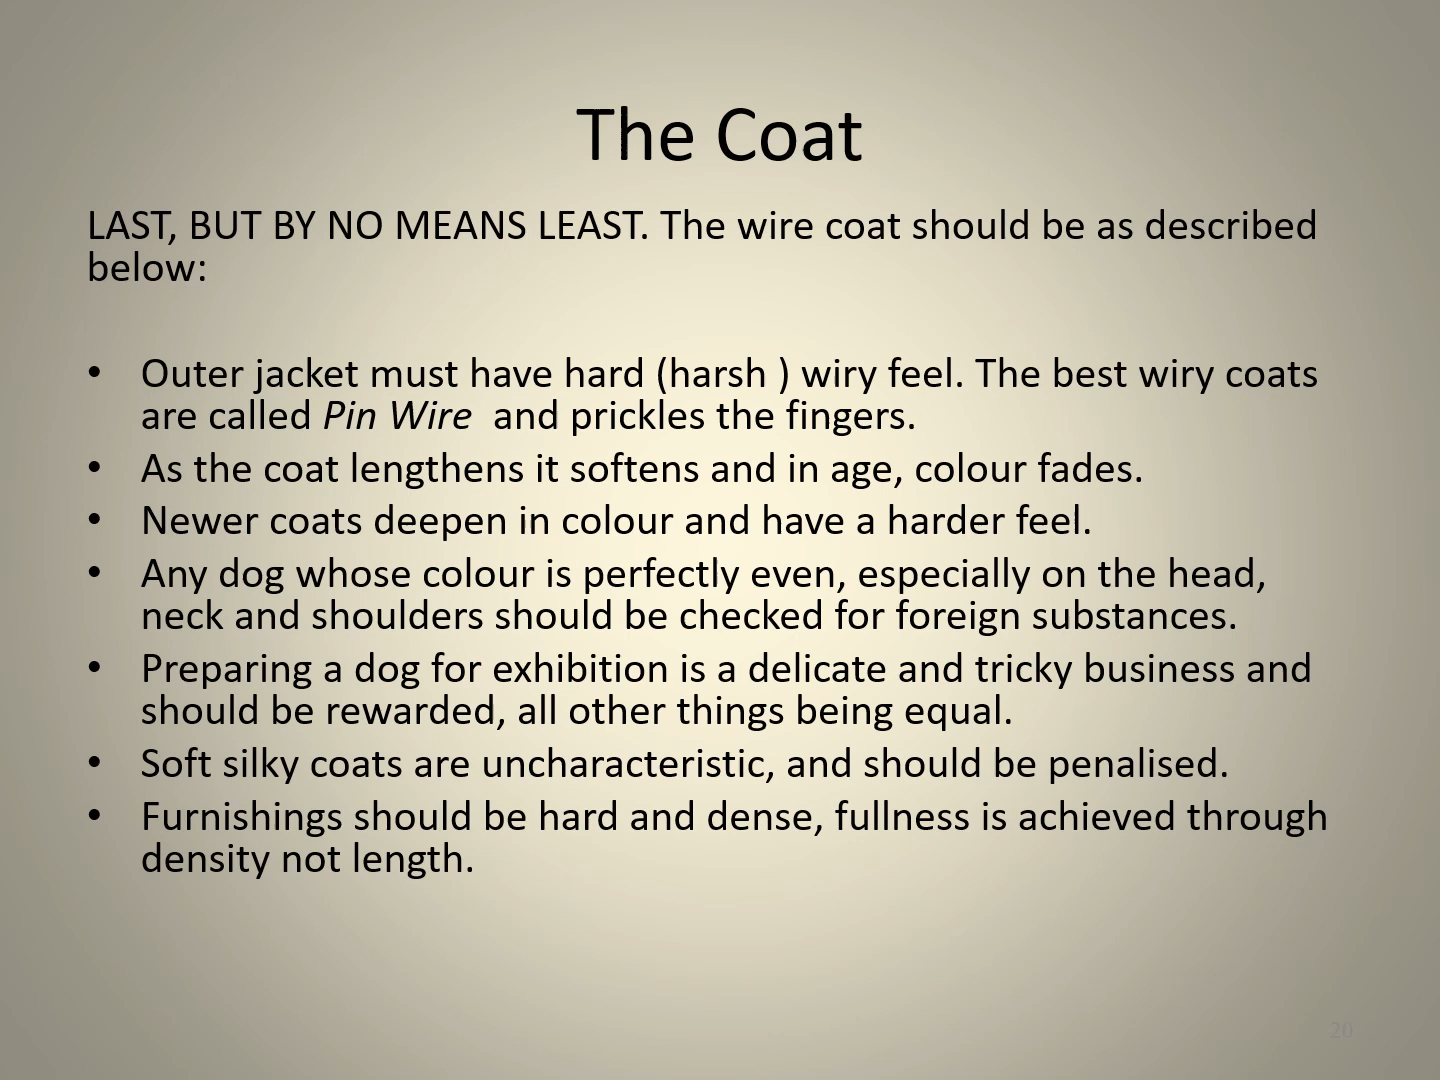 The Coat
LAST, BUT BY NO MEANS LEAST. The wire coat should be as described
below:
• Outer jacket must have hard (harsh ) wiry feel. The best wiry coats
are called Pin Wire  and prickles the fingers.
• As the coat lengthens it softens and in age, colour fades.
• Newer coats deepen in colour and have a harder feel.
• Any dog whose colour is perfectly even, especially on the head,
neck and shoulders should be checked for foreign substances.
• Preparing a dog for exhibition is a delicate and tricky business and
should be rewarded, all other things being equal.
• Soft silky coats are uncharacteristic, and should be penalised.
• Furnishings should be hard and dense, fullness is achieved through
density not length.
20